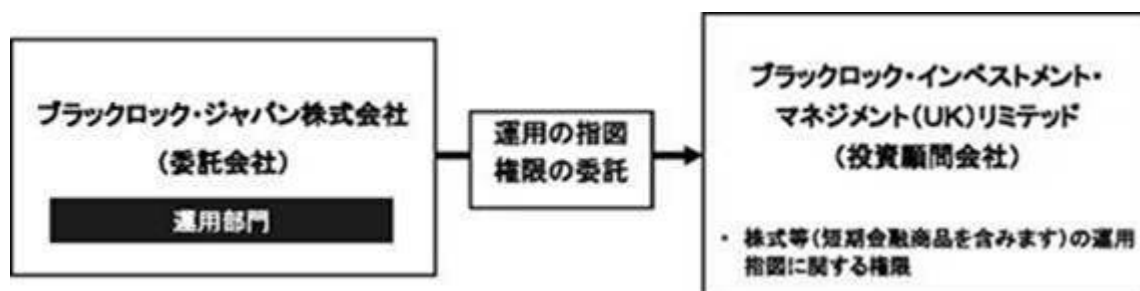 ブラックロック・ジャパン株式会社
（委託会社）
運用部門
運用の指図
権限の委託
ブラックロック・インベストメント・
マネジメント（UK）リミテッド
（投資顧問会社）
・ 株式等（短期金融商品を含みます）の運用
指図に関する権限